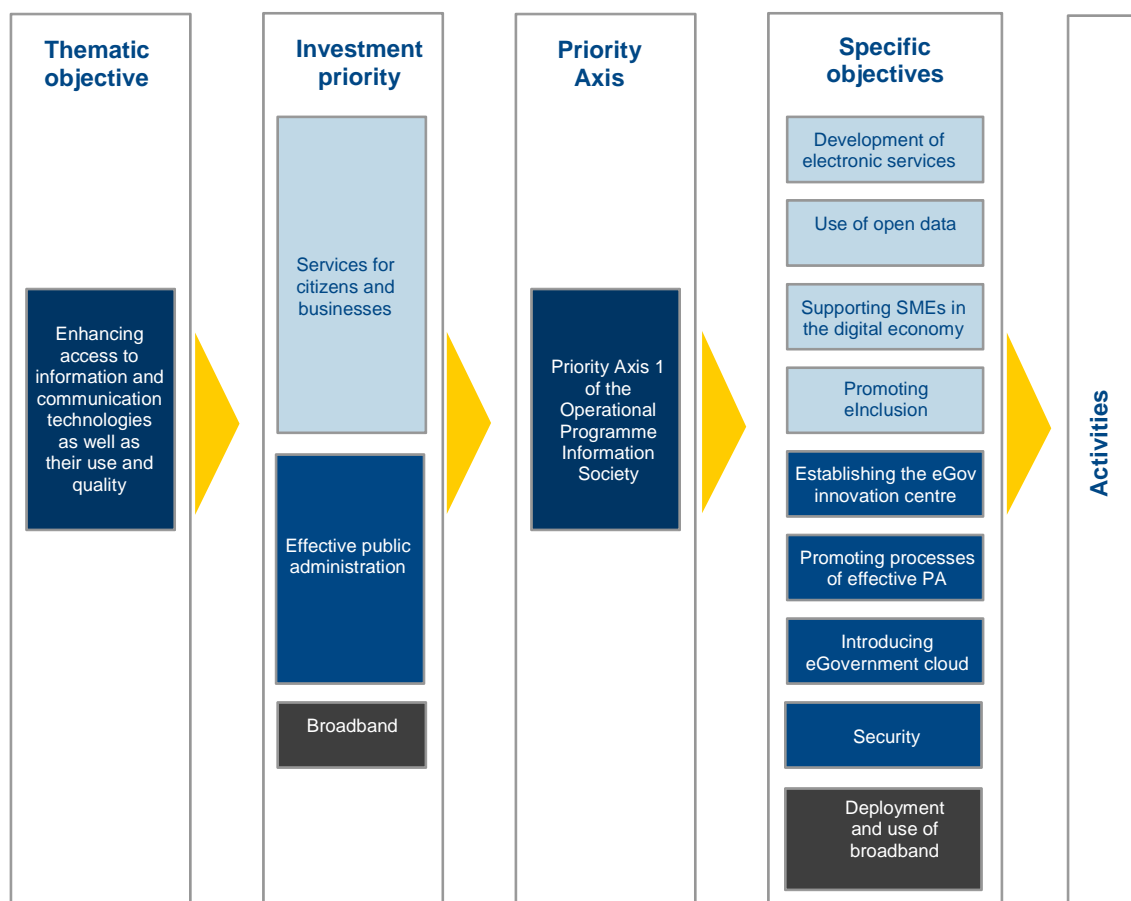 Thematic
objective
Enhancing
access to
information and
communication
technologies
as well as
their use and
quality
Investment
priority
Services for
citizens and
businesses
Effective public
administration
Broadband
Priority
Axis
Priority Axis 1
of the
Operational
Programme
Information
Society
Specific
objectives
Development of
electronic services
Use of open data
Supporting SMEs in
the digital economy
Promoting
eInclusion
Establishing the eGov
innovation centre
Promoting processes
of effective PA
Introducing
eGovernment cloud
Security
Deployment
and use of
broadband
Activities